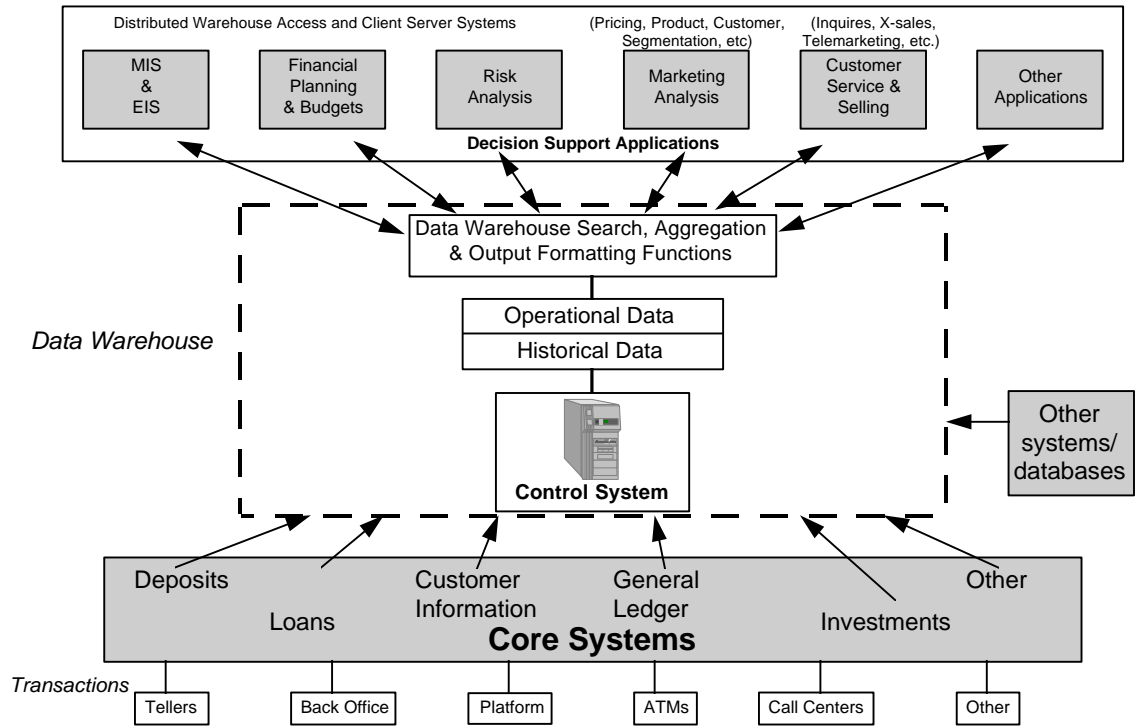 Distributed Warehouse Access and Client Server Systems
(Pricing, Product, Customer,
Segmentation, etc)
(Inquires, X-sales,
Telemarketing, etc.)
MIS
&
EIS
Financial
Planning
& Budgets
Risk
Analysis
Marketing
Analysis
Customer
Service &
Selling
Other
Applications
Decision Support Applications
Data Warehouse Search, Aggregation
& Output Formatting Functions
Operational Data
Historical Data
Data Warehouse
Control System
Other
systems/
databases
Deposits
Loans
Customer
Information
General
Ledger
Investments
Other
Core Systems
Transactions
Tellers
Back Office
Platform
ATMs
Call Centers
Other